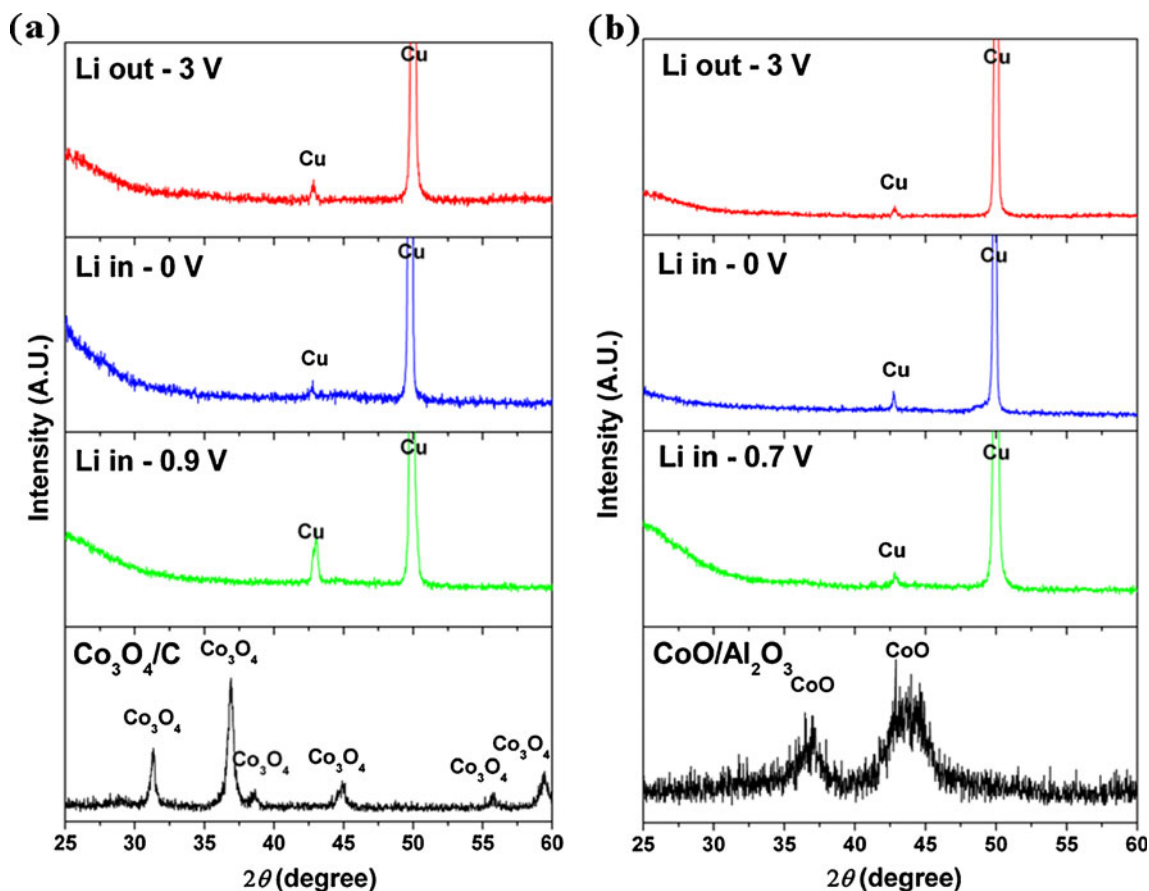 (a)
Li out - 3 V
Cu
Cu
Li in - 0 V
Cu
Cu
Li in - 0.9 V
Cu
Cu
Co₃O₄/C
Co₃O₄
Co₃O₄
Co₃O₄
Co₃O₄
Co₃O₄
Co₃O₄
25 30 35 40 45 50 55 60
2θ (degree)
Intensity (A.U.)
(b)
Li out - 3 V
Cu
Cu
Li in - 0 V
Cu
Cu
Li in - 0.7 V
Cu
Cu
CoO/Al₂O₃
CoO
CoO
25 30 35 40 45 50 55 60
2θ (degree)
Intensity (A.U.)